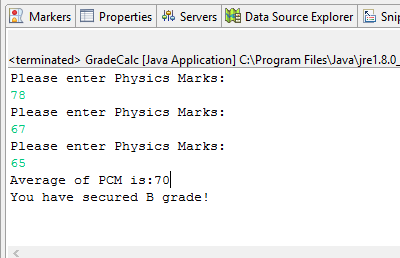 Markers Properties Servers Data Source Explorer Snip
<terminated> GradeCalc [Java Application] C:\Program Files\Java\jre1.8.0_
Please enter Physics Marks:
78
Please enter Physics Marks:
67
Please enter Physics Marks:
65
Average of PCM is:70
You have secured B grade!